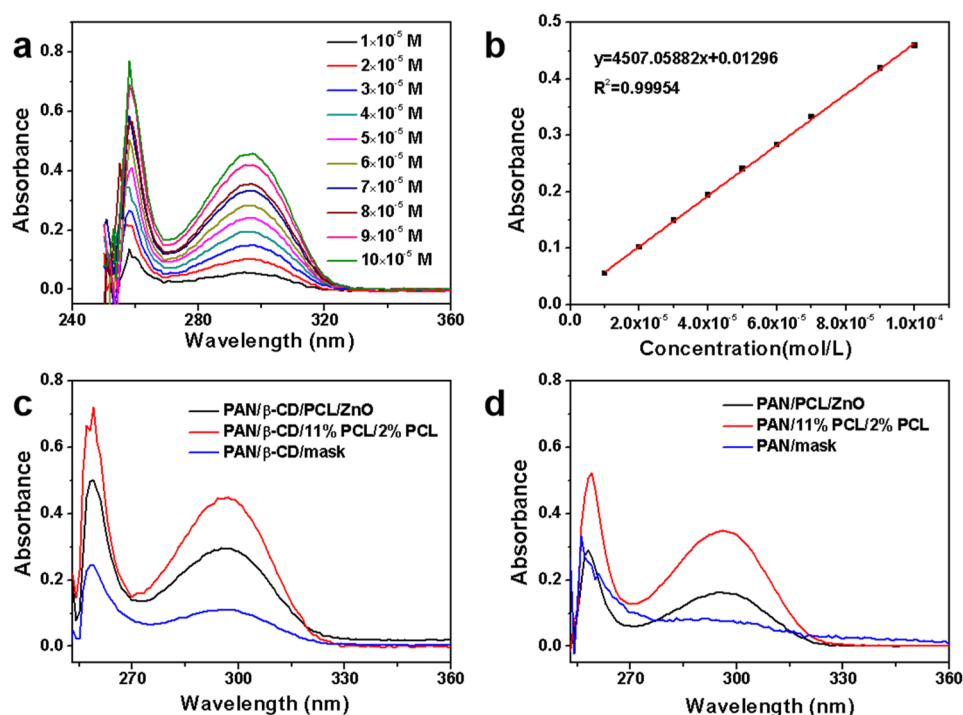 a
0.8
0.6
0.4
0.2
0.0
Absorbance
240
280
320
360
Wavelength (nm)
1×10⁻⁵ M
2×10⁻⁵ M
3×10⁻⁵ M
4×10⁻⁵ M
5×10⁻⁵ M
6×10⁻⁵ M
7×10⁻⁵ M
8×10⁻⁵ M
9×10⁻⁵ M
10×10⁻⁵ M
b
0.5
0.4
0.3
0.2
0.1
0.0
Absorbance
y=4507.05882x+0.01296
R²=0.99954
0.0
2.0x10⁻⁵
4.0x10⁻⁵
6.0x10⁻⁵
8.0x10⁻⁵
1.0x10⁻⁴
Concentration(mol/L)
c
0.8
0.6
0.4
0.2
0.0
Absorbance
PAN/β-CD/PCL/ZnO
PAN/β-CD/11% PCL/2% PCL
PAN/β-CD/mask
270
300
330
360
Wavelength (nm)
d
0.8
0.6
0.4
0.2
0.0
Absorbance
PAN/PCL/ZnO
PAN/11% PCL/2% PCL
PAN/mask
270
300
330
360
Wavelength (nm)